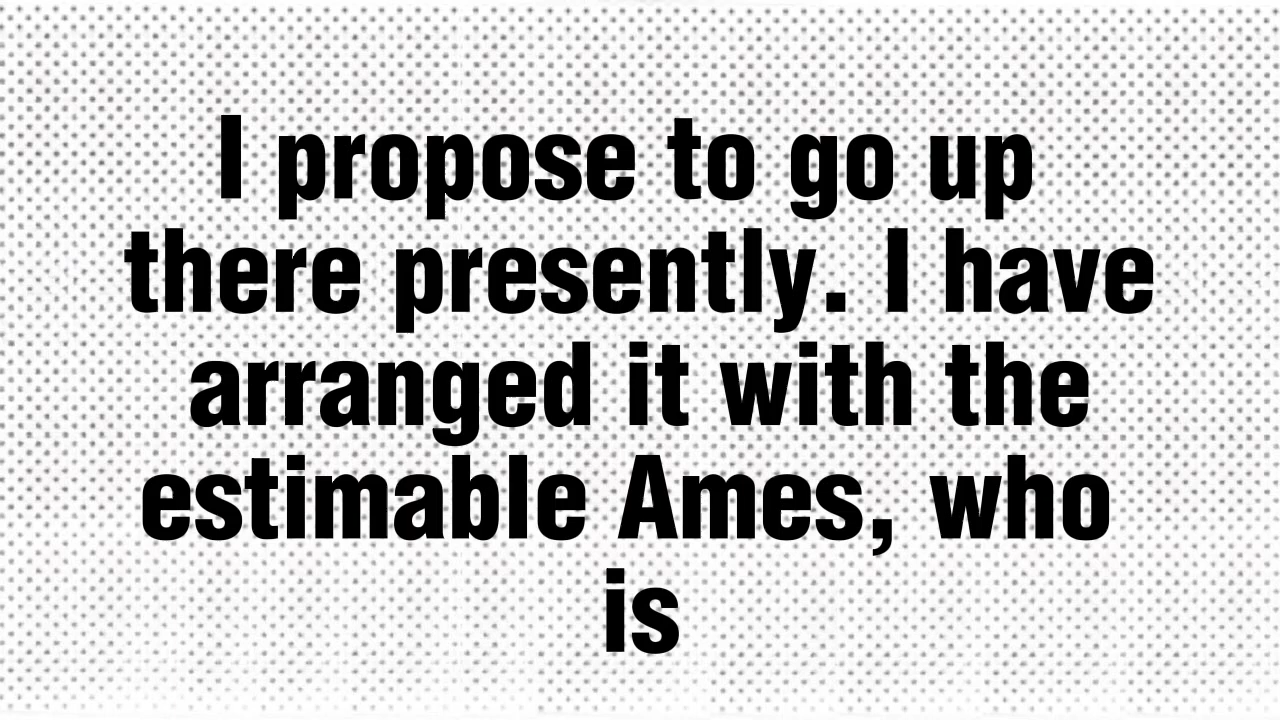 I propose to go up
there presently. I have
arranged it with the
estimable Ames, who
is